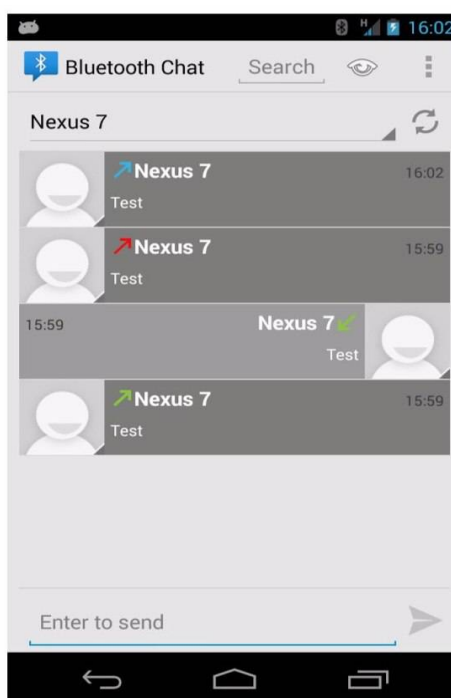 H 16:02
Bluetooth Chat Search
Nexus 7
Nexus 7 16:02
Test
Nexus 7 15:59
Test
15:59 Nexus 7
Test
Nexus 7 15:59
Test
Enter to send